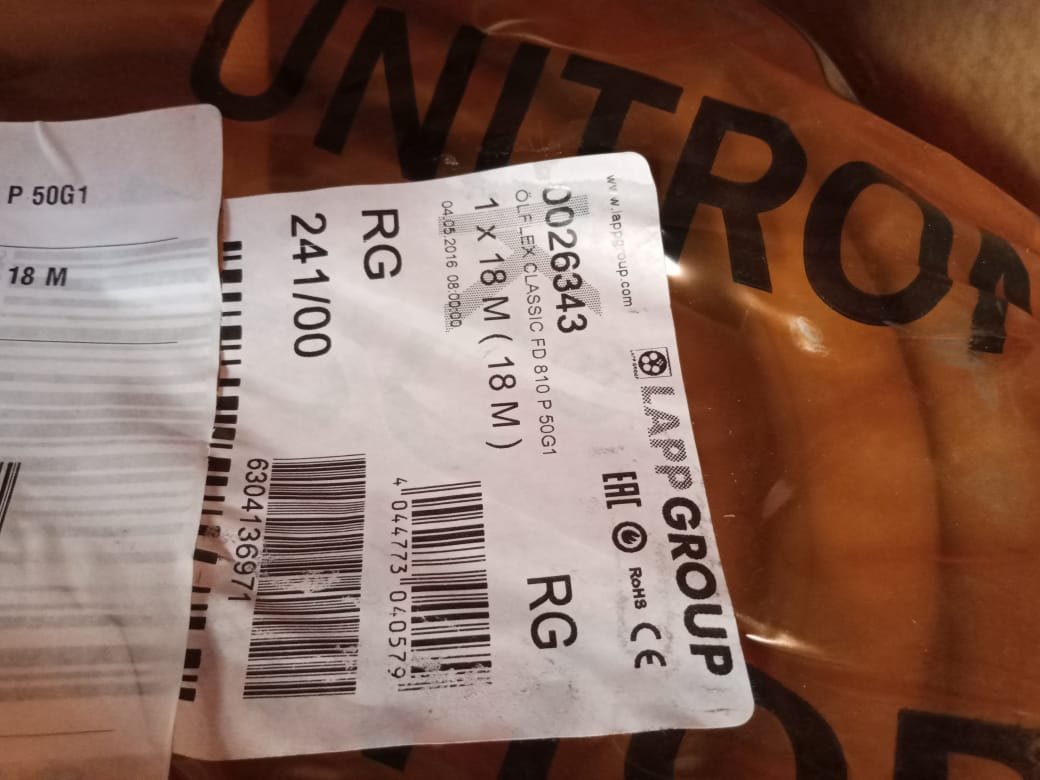 UNITRON
P 50G1
18 M
www.lappgroup.com
LAPP GROUP
0026343
ÖLFLEX CLASSIC FD 810 P 50G1
1 x 18 M ( 18 M )
04.05.2016 08:00:00
EAC RoHS CE
RG
RG
241/00
4 044773 040579
6304136971